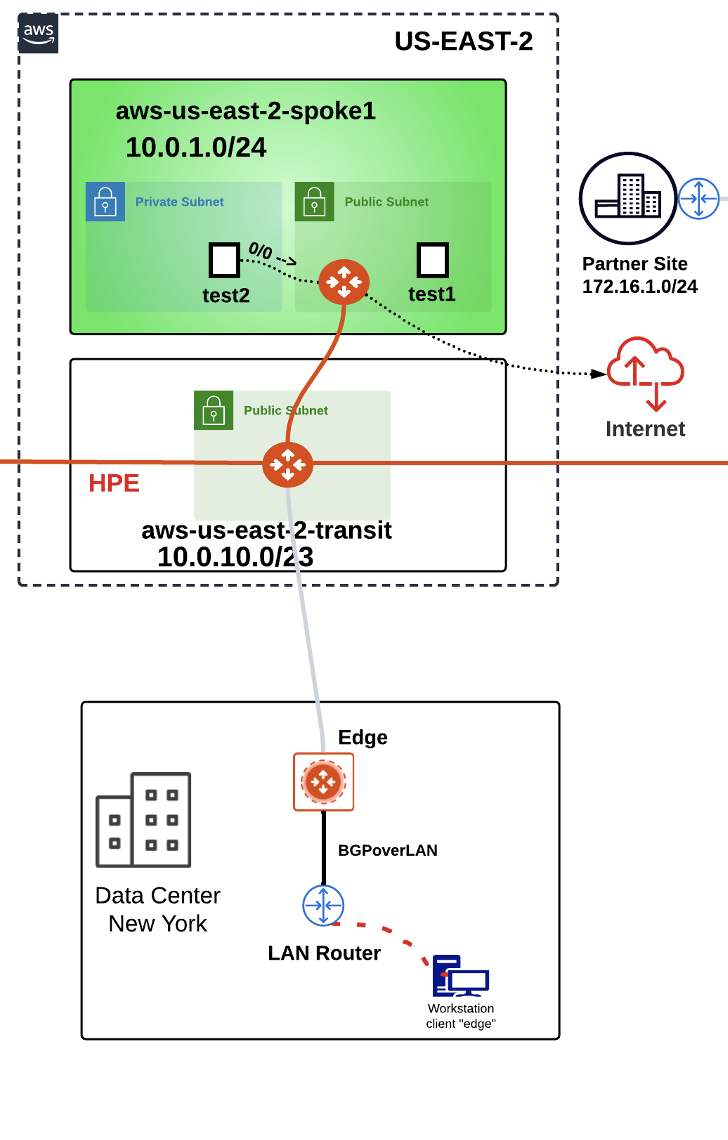 aws
US-EAST-2
aws-us-east-2-spoke1
10.0.1.0/24
Private Subnet
Public Subnet
0/0 -->
test2
test1
Partner Site
172.16.1.0/24
Internet
Public Subnet
HPE
aws-us-east-2-transit
10.0.10.0/23
Edge
BGPoverLAN
Data Center
New York
LAN Router
Workstation
client "edge"